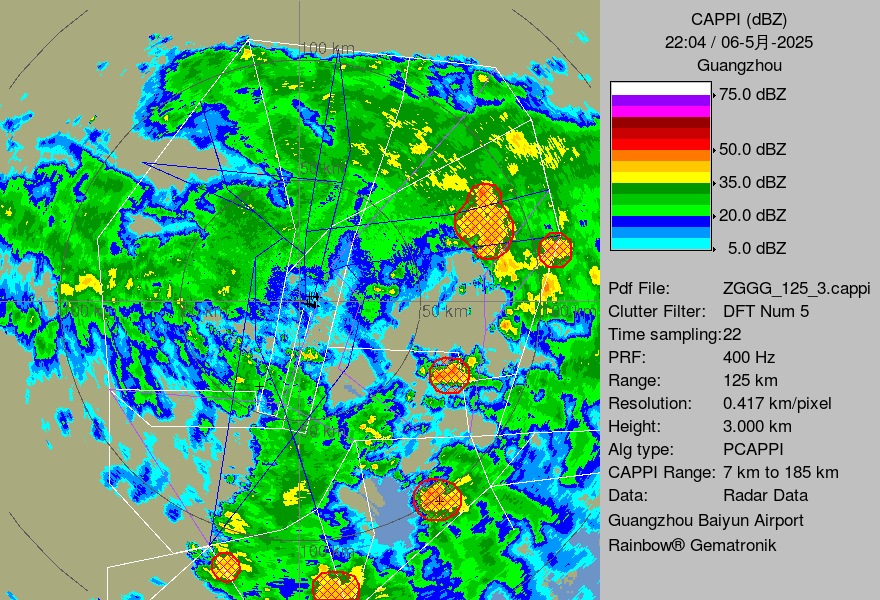 CAPPI (dBZ)
22:04 / 06-5月-2025
Guangzhou
75.0 dBZ
50.0 dBZ
35.0 dBZ
20.0 dBZ
5.0 dBZ
Pdf File: ZGGG_125_3.cappi
Clutter Filter: DFT Num 5
Time sampling:22
PRF: 400 Hz
Range: 125 km
Resolution: 0.417 km/pixel
Height: 3.000 km
Alg type: PCAPPI
CAPPI Range: 7 km to 185 km
Data: Radar Data
Guangzhou Baiyun Airport
Rainbow® Gematronik
100 km
50 km
100 km